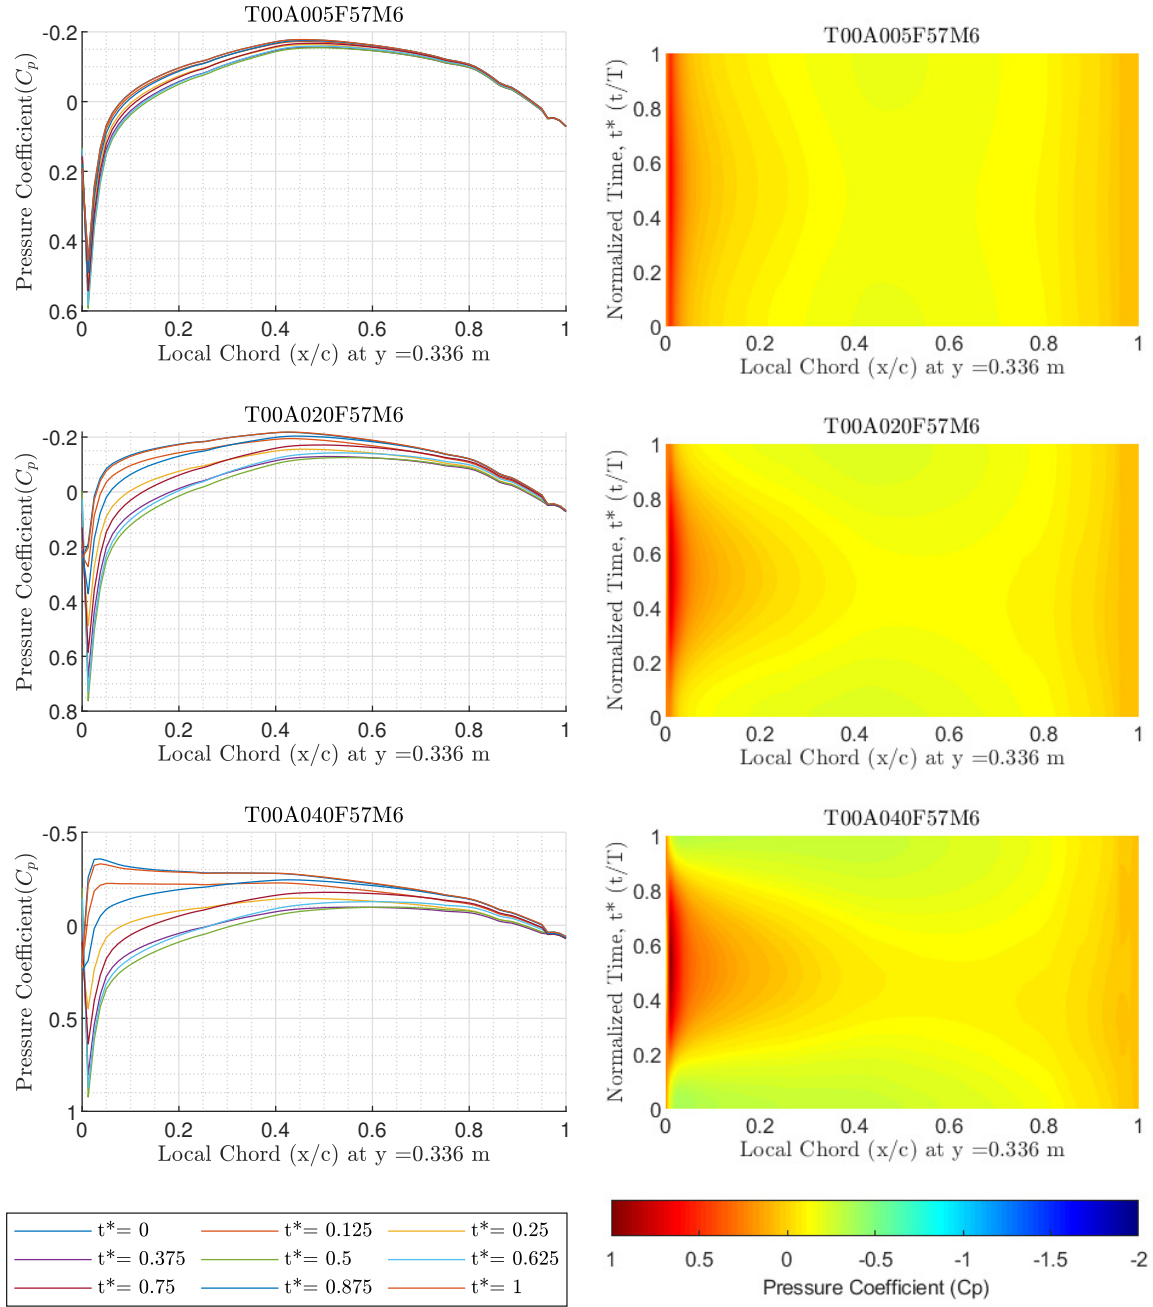 T00A005F57M6
-0.2
0
0.2
0.4
0.6
0 0.2 0.4 0.6 0.8 1
Pressure Coefficient(Cp)
Local Chord (x/c) at y =0.336 m
T00A005F57M6
1
0.8
0.6
0.4
0.2
0
0 0.2 0.4 0.6 0.8 1
Normalized Time, t* (t/T)
Local Chord (x/c) at y =0.336 m
T00A020F57M6
-0.2
0
0.2
0.4
0.6
0.8
0 0.2 0.4 0.6 0.8 1
Pressure Coefficient(Cp)
Local Chord (x/c) at y =0.336 m
T00A020F57M6
1
0.8
0.6
0.4
0.2
0
0 0.2 0.4 0.6 0.8 1
Normalized Time, t* (t/T)
Local Chord (x/c) at y =0.336 m
T00A040F57M6
-0.5
0
0.5
1
0 0.2 0.4 0.6 0.8 1
Pressure Coefficient(Cp)
Local Chord (x/c) at y =0.336 m
T00A040F57M6
1
0.8
0.6
0.4
0.2
0
0 0.2 0.4 0.6 0.8 1
Normalized Time, t* (t/T)
Local Chord (x/c) at y =0.336 m
t*= 0 t*= 0.125 t*= 0.25
t*= 0.375 t*= 0.5 t*= 0.625
t*= 0.75 t*= 0.875 t*= 1
1 0.5 0 -0.5 -1 -1.5 -2
Pressure Coefficient (Cp)